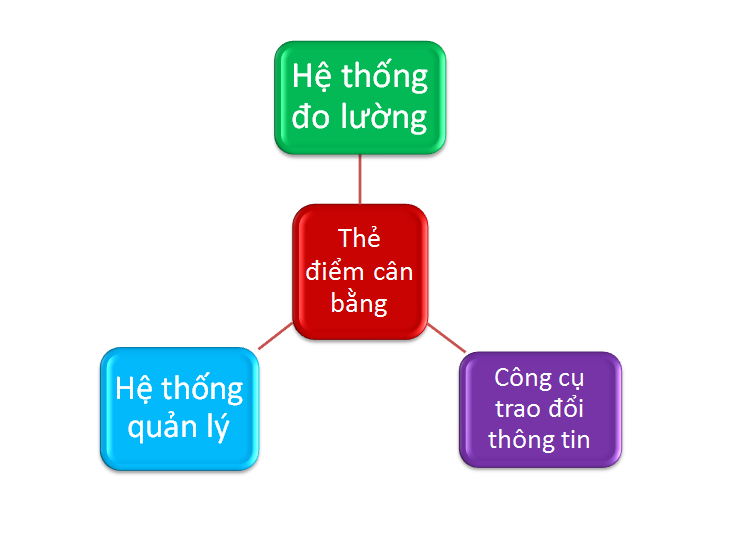 Hệ thống
đo lường
Thẻ
điểm cân
bằng
Hệ thống
quản lý
Công cụ
trao đổi
thông tin